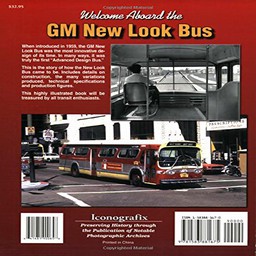 $32.95
Welcome Aboard the
GM New Look Bus
When introduced in 1959, the GM New
Look Bus was the most innovative de-
sign of its time. In many ways, it was
truly the first "Advanced Design Bus."
This is the story of how the New Look
Bus came to be. Includes details on
construction, the many variations
produced, technical specifications
and production figures.
This highly illustrated book will be
treasured by all transit enthusiasts.
Iconografix
Preserving History through
the Publication of Notable
Photographic Archives
Printed in China
90000